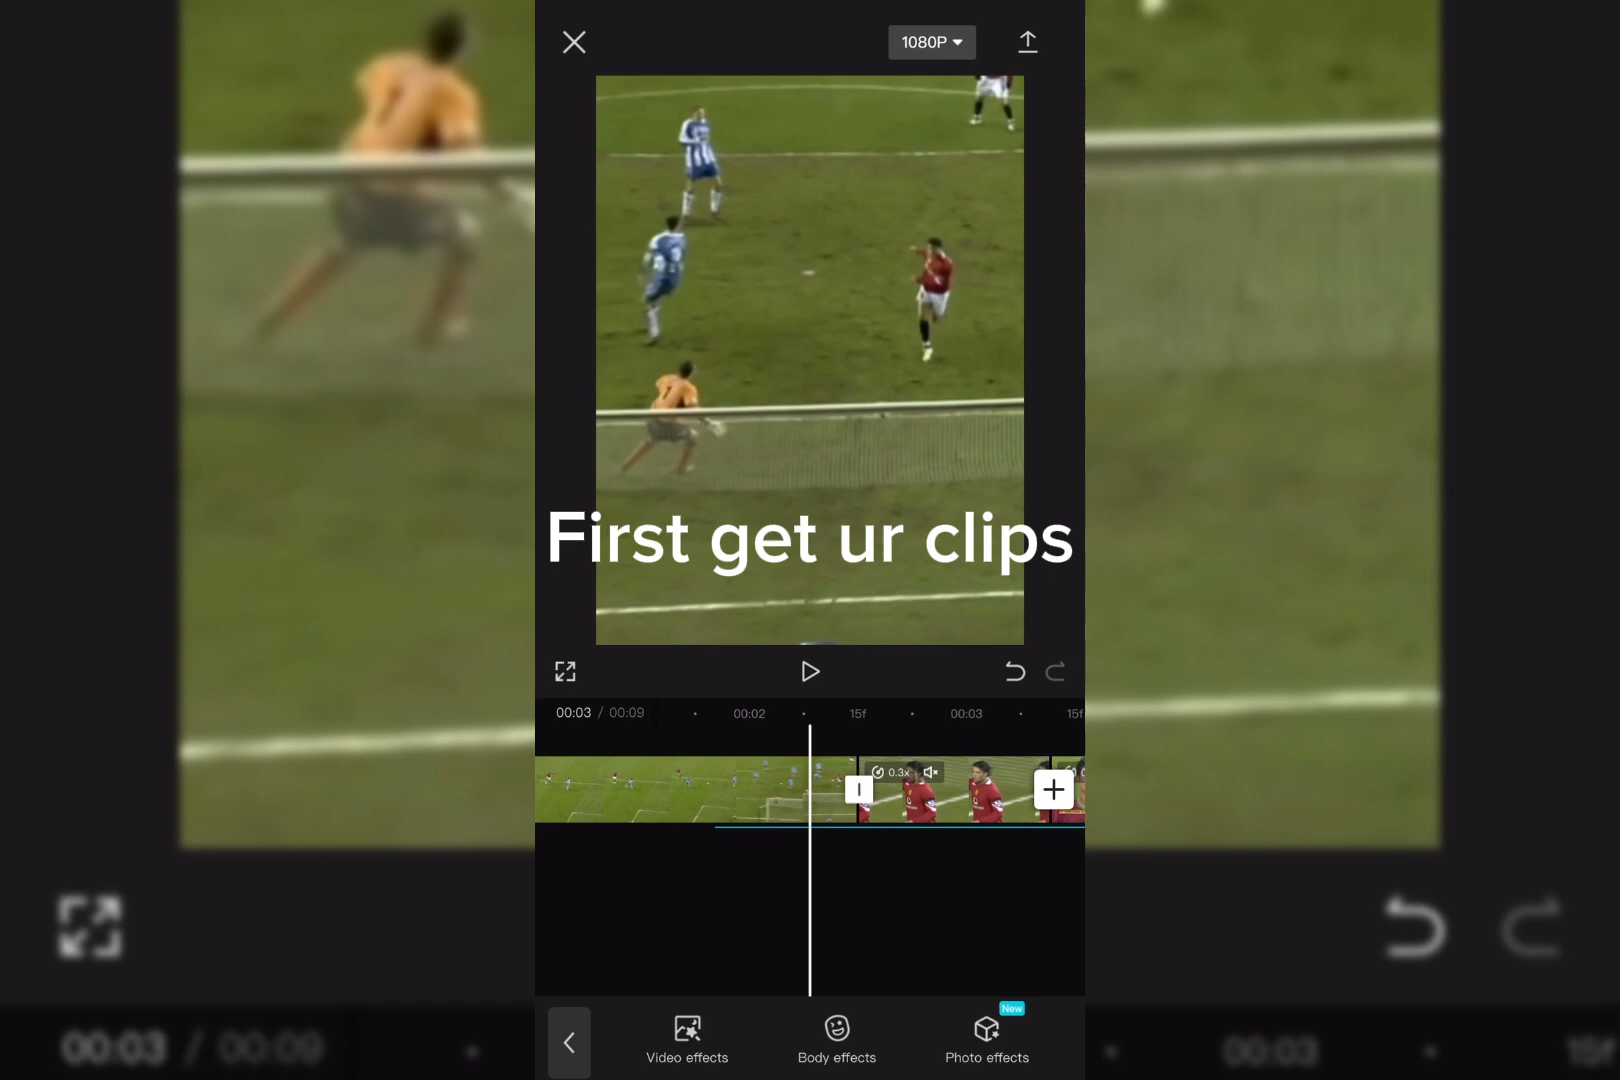 1080P
First get ur clips
00:03 / 00:09
00:02
15f
00:03
15f
0.3x
New
Video effects
Body effects
Photo effects
00:03 / 00:09
00:03
15f